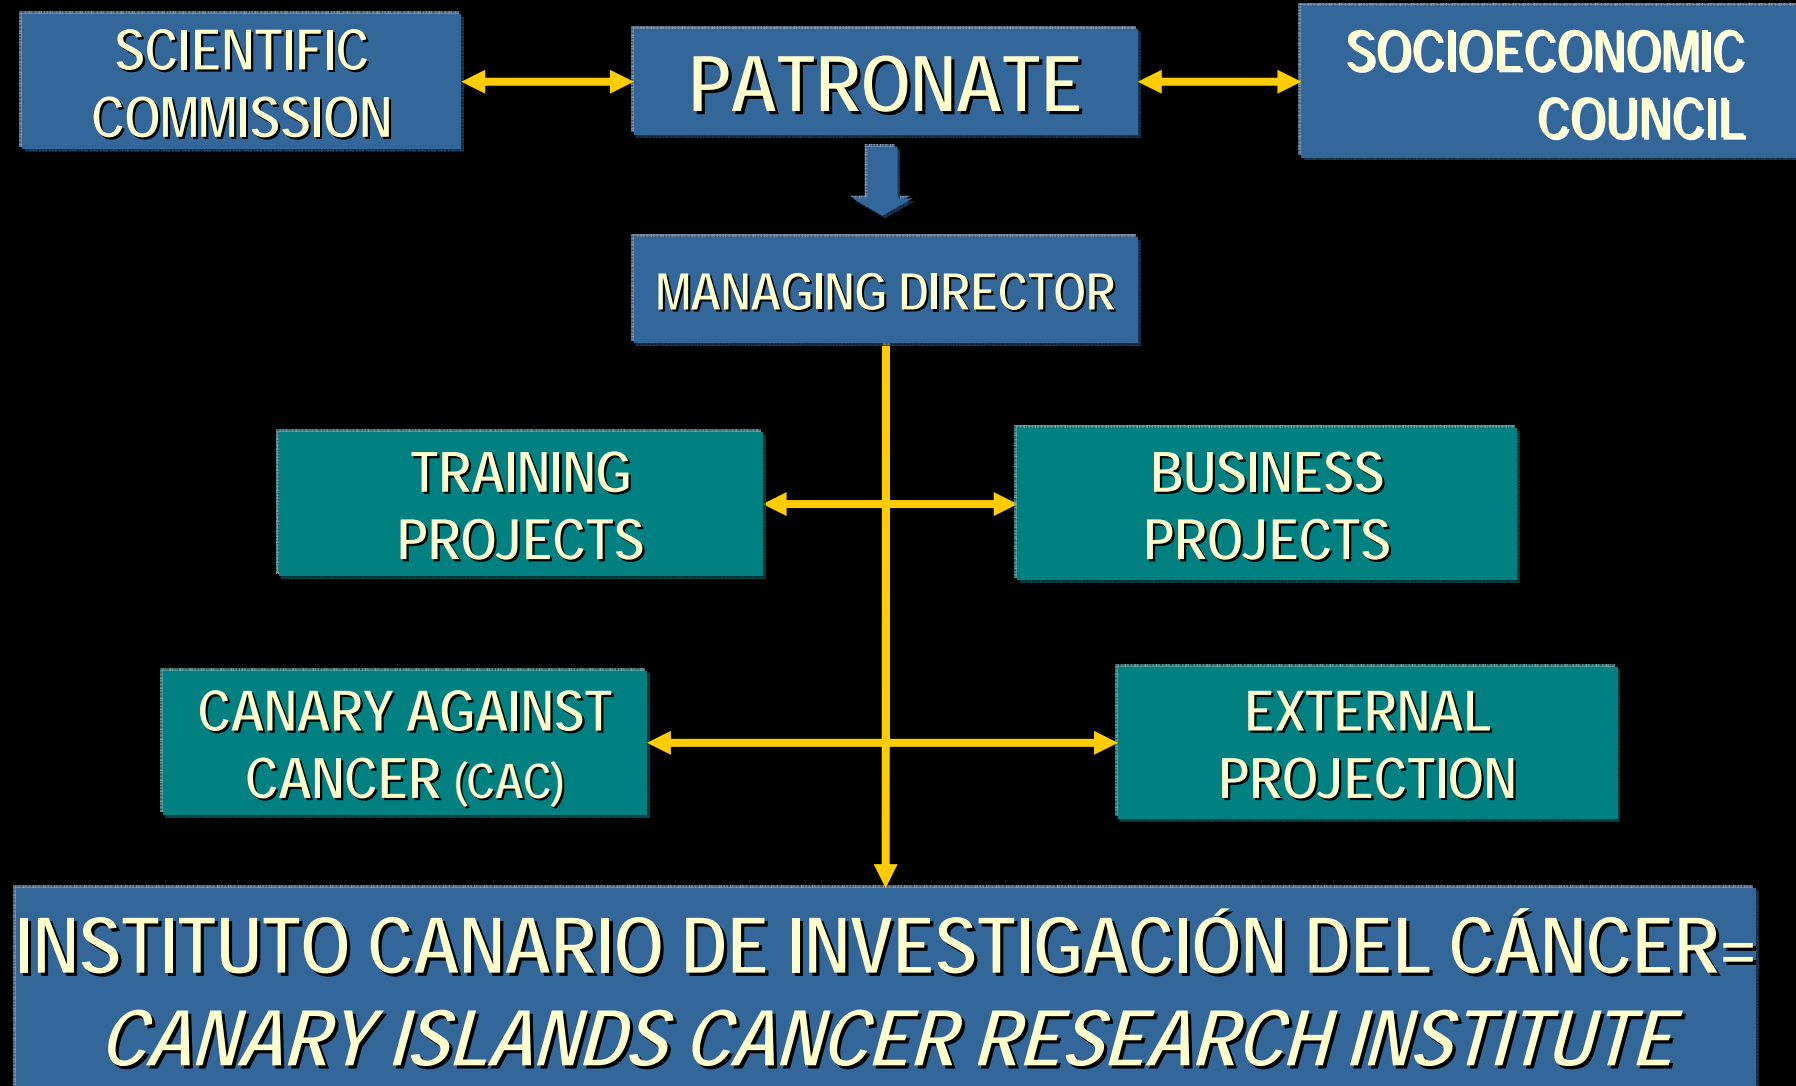 SCIENTIFIC
COMMISSION
PATRONATE
SOCIOECONOMIC
COUNCIL
MANAGING DIRECTOR
TRAINING
PROJECTS
BUSINESS
PROJECTS
CANARY AGAINST
CANCER (CAC)
EXTERNAL
PROJECTION
INSTITUTO CANARIO DE INVESTIGACIÓN DEL CÁNCER=
CANARY ISLANDS CANCER RESEARCH INSTITUTE